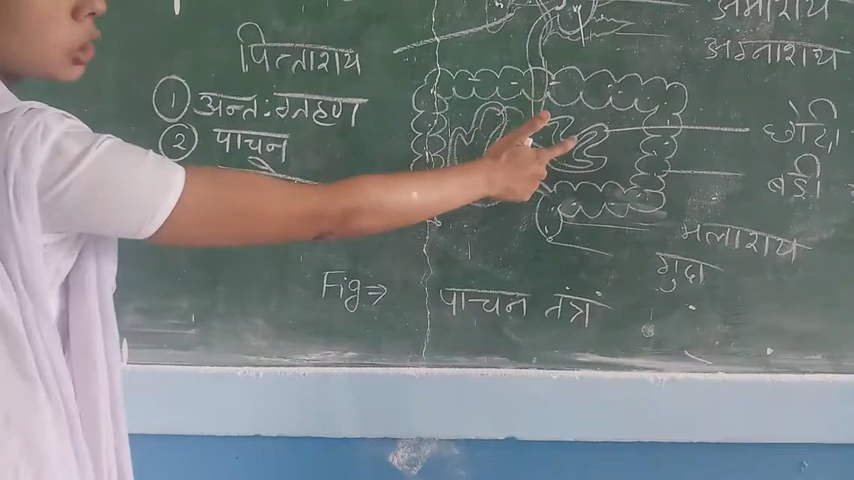 पित्ताशय
① अन्तःग्रहण
② पाचन
आमाशय
अग्नाशय
छोटी
बड़ी
मलाशय
गुदा
Fig⇒ पाचन तंत्र